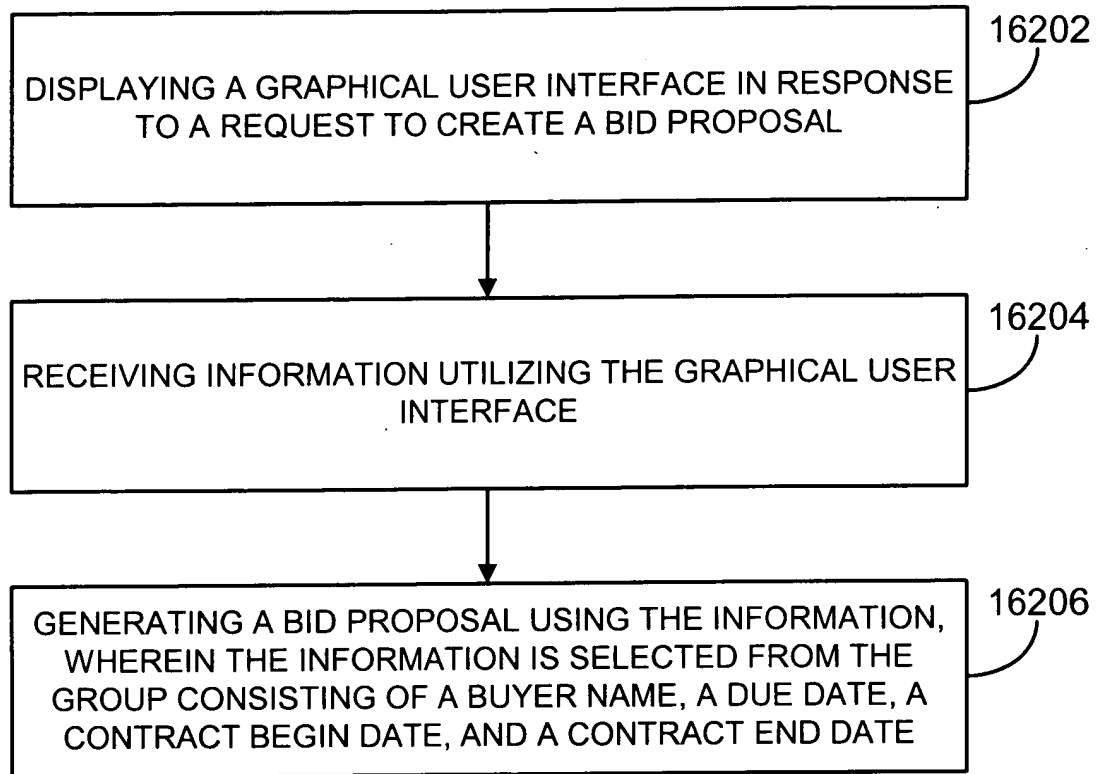 16202
DISPLAYING A GRAPHICAL USER INTERFACE IN RESPONSE
TO A REQUEST TO CREATE A BID PROPOSAL
16204
RECEIVING INFORMATION UTILIZING THE GRAPHICAL USER
INTERFACE
16206
GENERATING A BID PROPOSAL USING THE INFORMATION,
WHEREIN THE INFORMATION IS SELECTED FROM THE
GROUP CONSISTING OF A BUYER NAME, A DUE DATE, A
CONTRACT BEGIN DATE, AND A CONTRACT END DATE